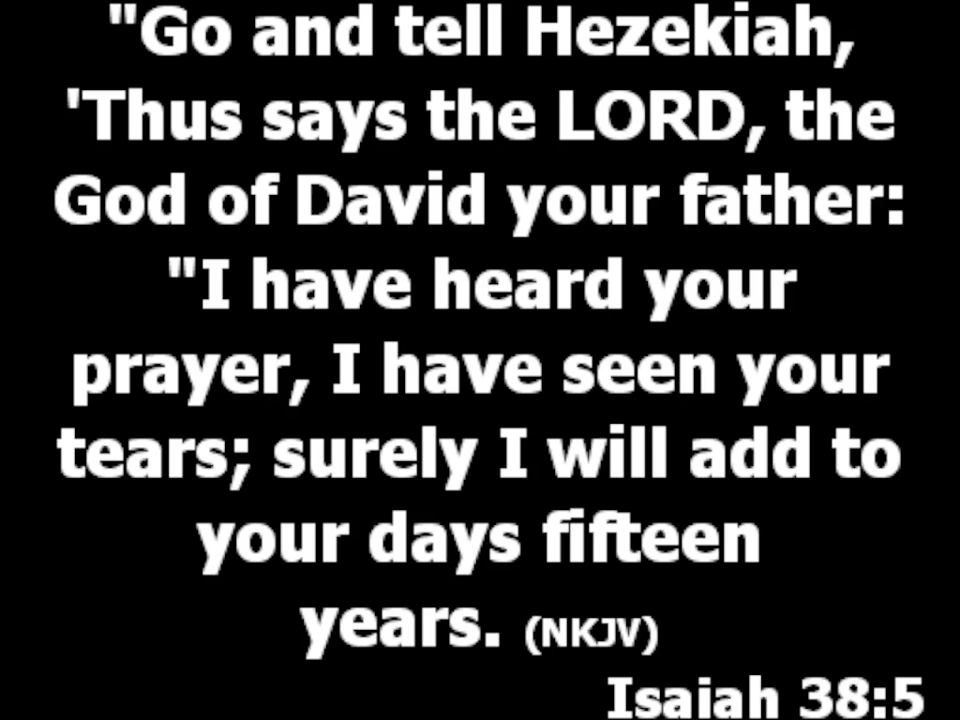 "Go and tell Hezekiah,
'Thus says the LORD, the
God of David your father:
"I have heard your
prayer, I have seen your
tears; surely I will add to
your days fifteen
years. (NKJV)
Isaiah 38:5